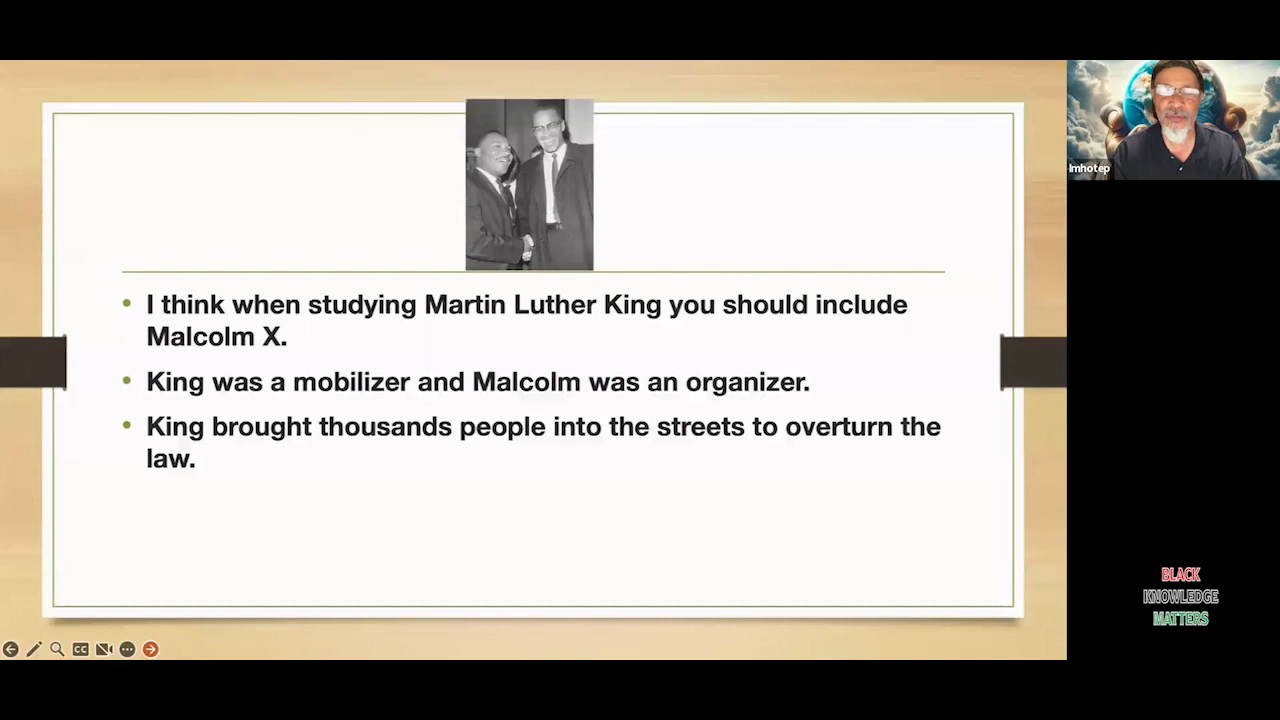 I think when studying Martin Luther King you should include
Malcolm X.
King was a mobilizer and Malcolm was an organizer.
King brought thousands people into the streets to overturn the
law.
Imhotep
BLACK
KNOWLEDGE
MATTERS
CC